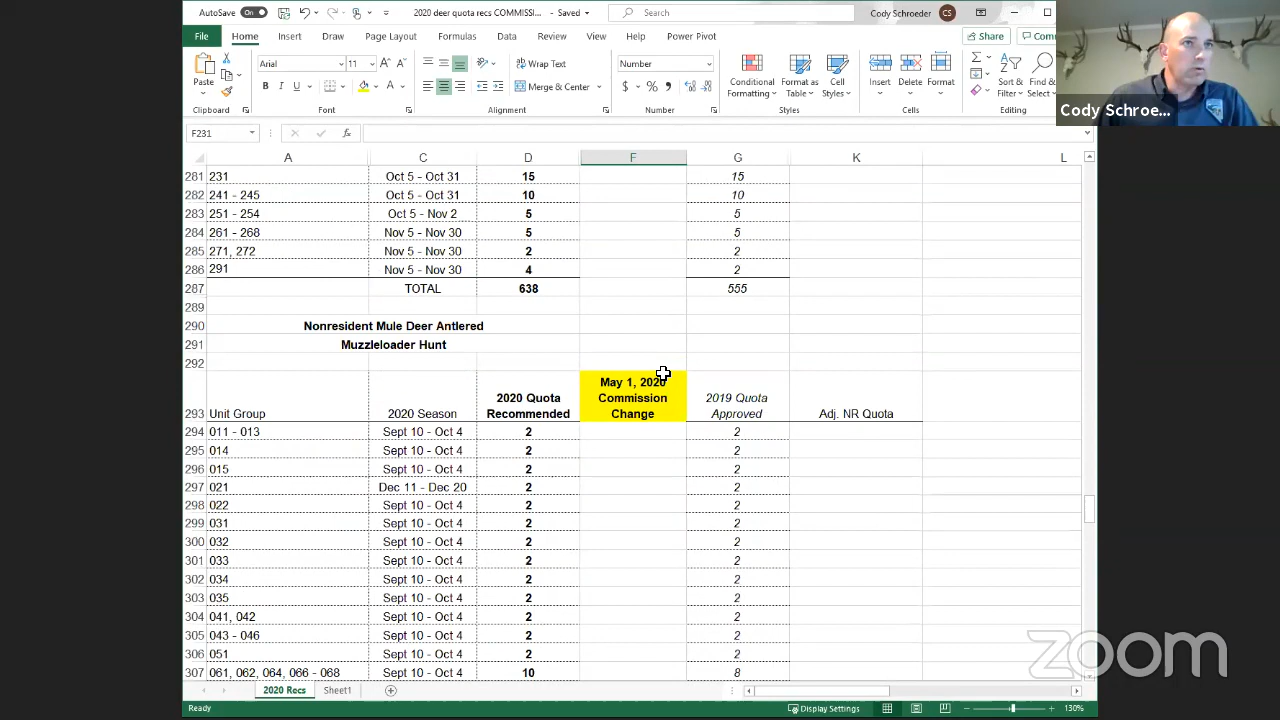 AutoSave On 2020 deer quota recs COMMISSI... - Saved Search Cody Schroeder CS
File Home Insert Draw Page Layout Formulas Data Review View Help Power Pivot Share Com
Paste Arial B I U Wrap Text Merge & Center Number $ % Conditional Formatting Format as Table Cell Styles Insert Delete Format Sort & Filter Find & Select
Clipboard Font Alignment Number Styles Cells Editing
Cody Schroe...
F231 fx
A C D F G K L
281 231 Oct 5 - Oct 31 15 15
282 241 - 245 Oct 5 - Oct 31 10 10
283 251 - 254 Oct 5 - Nov 2 5 5
284 261 - 268 Nov 5 - Nov 30 5 5
285 271, 272 Nov 5 - Nov 30 2 2
286 291 Nov 5 - Nov 30 4 2
287 TOTAL 638 555
289
290 Nonresident Mule Deer Antlered
291 Muzzleloader Hunt
292
293 Unit Group 2020 Season 2020 Quota Recommended May 1, 2020 Commission Change 2019 Quota Approved Adj. NR Quota
294 011 - 013 Sept 10 - Oct 4 2 2
295 014 Sept 10 - Oct 4 2 2
296 015 Sept 10 - Oct 4 2 2
297 021 Dec 11 - Dec 20 2 2
298 022 Sept 10 - Oct 4 2 2
299 031 Sept 10 - Oct 4 2 2
300 032 Sept 10 - Oct 4 2 2
301 033 Sept 10 - Oct 4 2 2
302 034 Sept 10 - Oct 4 2 2
303 035 Sept 10 - Oct 4 2 2
304 041, 042 Sept 10 - Oct 4 2 2
305 043 - 046 Sept 10 - Oct 4 2 2
306 051 Sept 10 - Oct 4 2 2
307 061, 062, 064, 066 - 068 Sept 10 - Oct 4 10 8
zoom
2020 Recs Sheet1
Ready Display Settings 130%